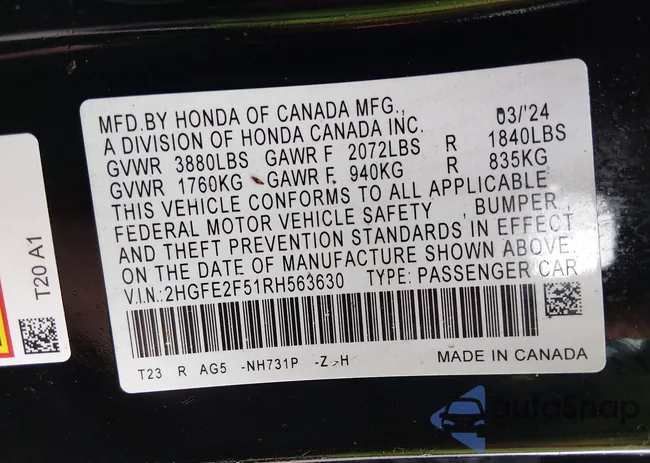 MFD.BY HONDA OF CANADA MFG., 03/'24
A DIVISION OF HONDA CANADA INC.
GVWR 3880LBS GAWR F 2072LBS R 1840LBS
GVWR 1760KG GAWR F 940KG R 835KG
THIS VEHICLE CONFORMS TO ALL APPLICABLE
FEDERAL MOTOR VEHICLE SAFETY , BUMPER ,
AND THEFT PREVENTION STANDARDS IN EFFECT
ON THE DATE OF MANUFACTURE SHOWN ABOVE.
V.I.N.:2HGFE2F51RH563630 TYPE: PASSENGER CAR
T23 R AG5 -NH731P -Z->H MADE IN CANADA
T20 A1
autoSnap